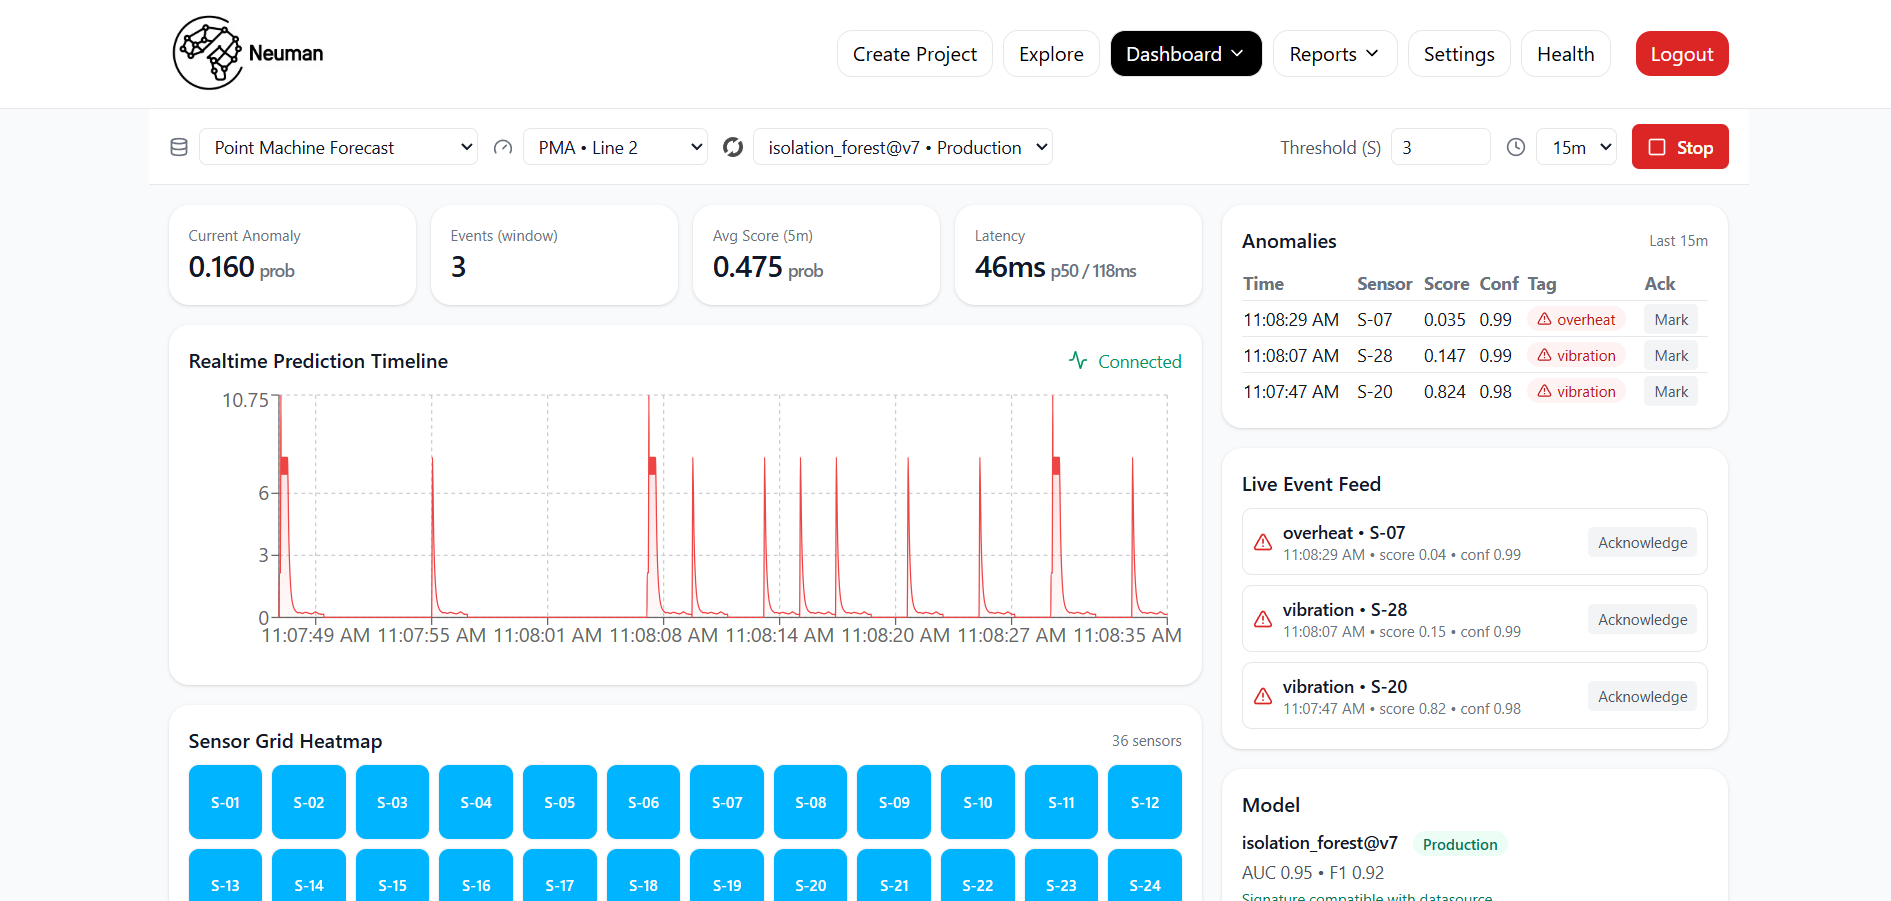 Neuman
Create Project
Explore
Dashboard
Reports
Settings
Health
Logout
Point Machine Forecast
PMA • Line 2
isolation_forest@v7 • Production
Threshold (S)
3
15m
Stop
Current Anomaly
0.160 prob
Events (window)
3
Avg Score (5m)
0.475 prob
Latency
46ms p50 / 118ms
Realtime Prediction Timeline
Connected
10.75
6
3
0
11:07:49 AM 11:07:55 AM 11:08:01 AM 11:08:08 AM 11:08:14 AM 11:08:20 AM 11:08:27 AM 11:08:35 AM
Sensor Grid Heatmap
36 sensors
S-01 S-02 S-03 S-04 S-05 S-06 S-07 S-08 S-09 S-10 S-11 S-12
S-13 S-14 S-15 S-16 S-17 S-18 S-19 S-20 S-21 S-22 S-23 S-24
Anomalies
Last 15m
Time Sensor Score Conf Tag Ack
11:08:29 AM S-07 0.035 0.99 overheat Mark
11:08:07 AM S-28 0.147 0.99 vibration Mark
11:07:47 AM S-20 0.824 0.98 vibration Mark
Live Event Feed
overheat • S-07
11:08:29 AM • score 0.04 • conf 0.99
Acknowledge
vibration • S-28
11:08:07 AM • score 0.15 • conf 0.99
Acknowledge
vibration • S-20
11:07:47 AM • score 0.82 • conf 0.98
Acknowledge
Model
isolation_forest@v7
Production
AUC 0.95 • F1 0.92
Signature compatible with datasource